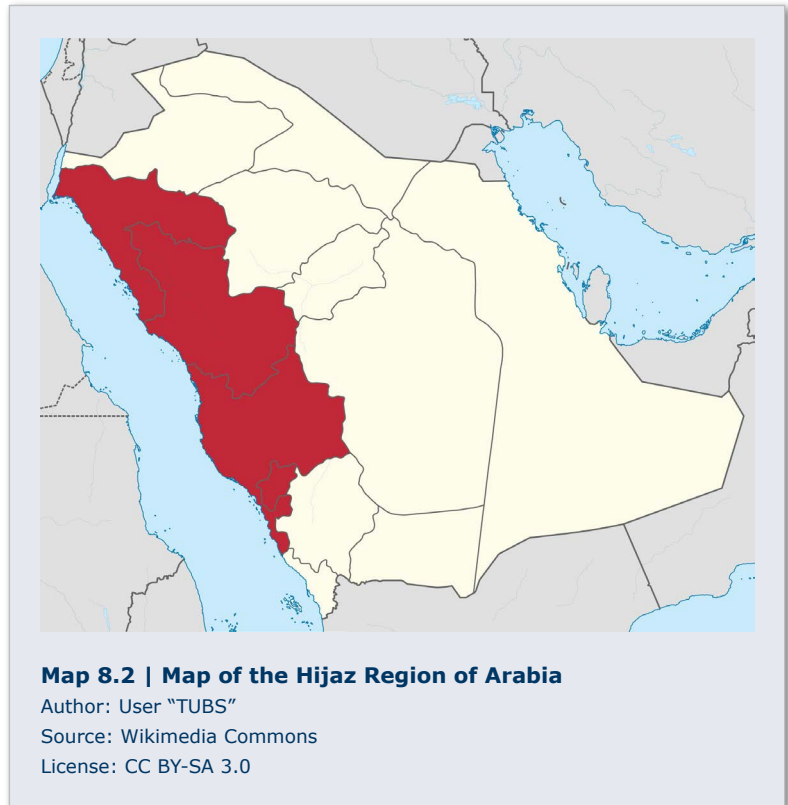 Map 8.2 | Map of the Hijaz Region of Arabia
Author: User “TUBS”
Source: Wikimedia Commons
License: CC BY-SA 3.0